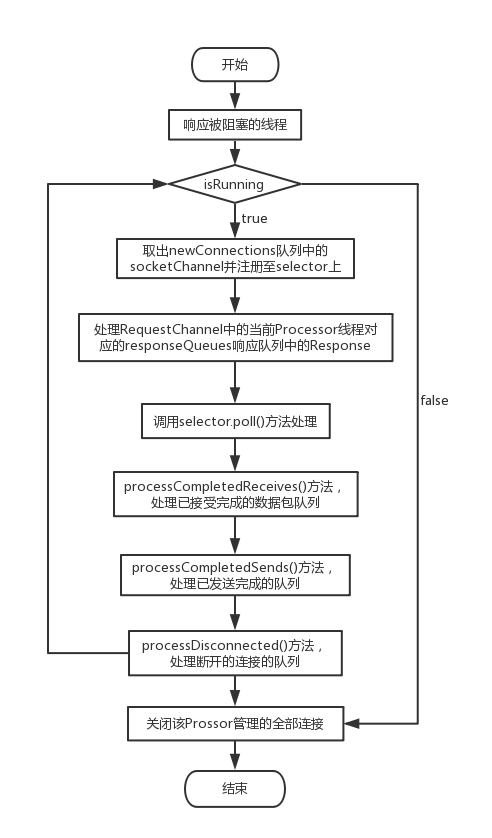 开始
响应被阻塞的线程
isRunning
true
取出newConnections队列中的
socketChannel并注册至selector上
处理RequestChannel中的当前Processor线程对
应的responseQueues响应队列中的Response
false
调用selector.poll()方法处理
processCompletedReceives()方法，
处理已接受完成的数据包队列
processCompletedSends()方法，
处理已发送完成的队列
processDisconnected()方法，
处理断开的连接的队列
关闭该Prossor管理的全部连接
结束